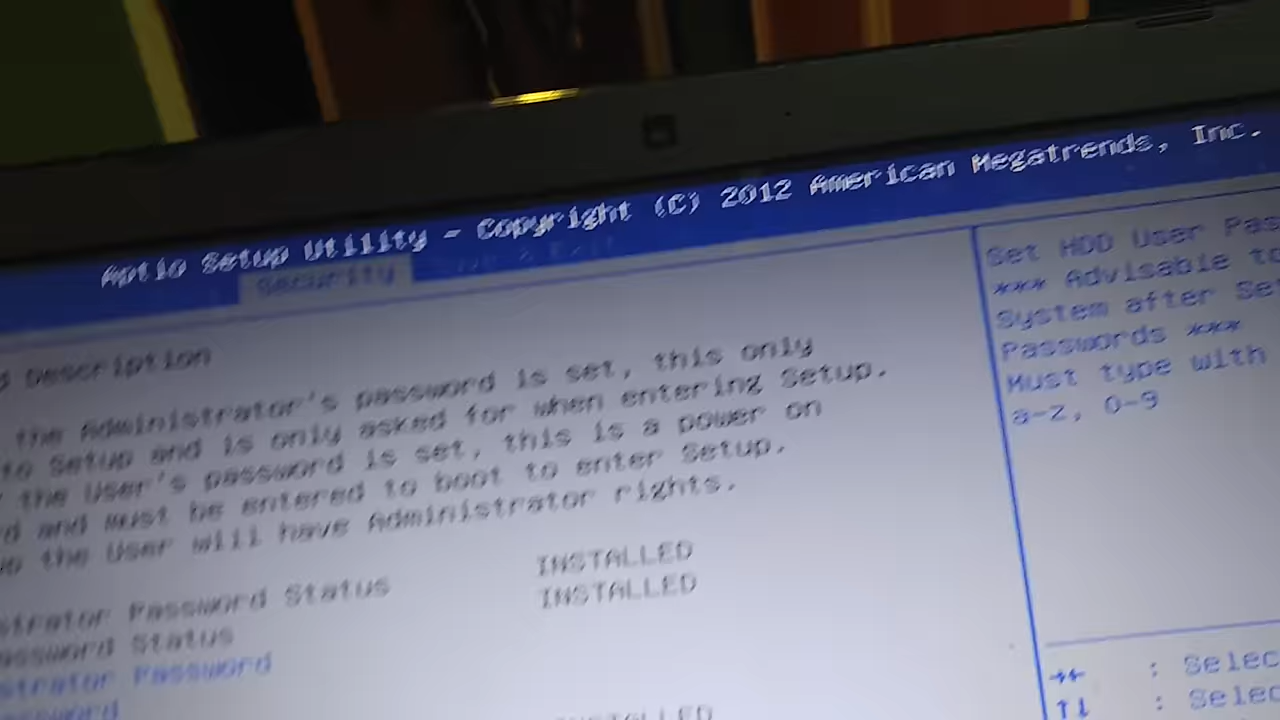 Aptio Setup Utility - Copyright (C) 2012 American Megatrends, Inc.
Security
Description
the Administrator's password is set, this only
to Setup and is only asked for when entering Setup.
the User's password is set, this is a power on
and must be entered to boot to enter Setup.
the User will have Administrator rights.
Password Status INSTALLED
Status INSTALLED
Password
INSTALLED
Set HDD User Pas
*** Advisable to
System after Se
Passwords ***
Must type with
a-z, 0-9
→← : Selec
↑↓ : Selec